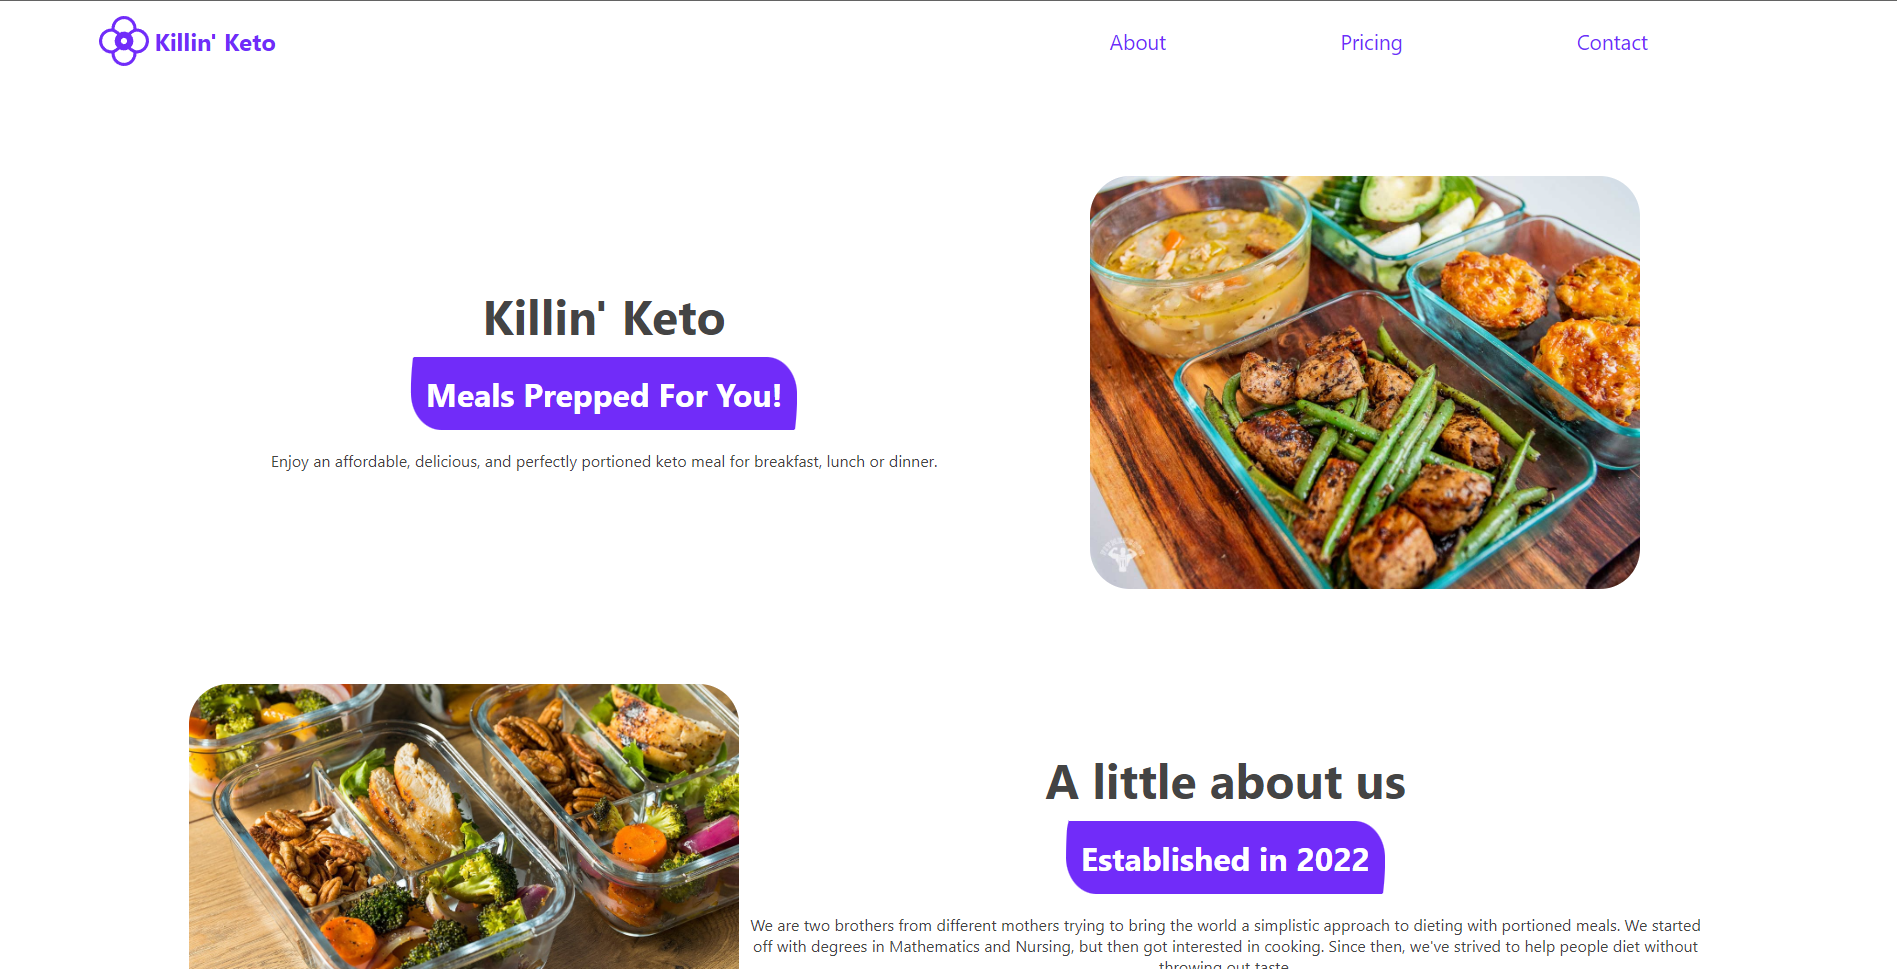 Killin' Keto
About
Pricing
Contact
Killin' Keto
Meals Prepped For You!
Enjoy an affordable, delicious, and perfectly portioned keto meal for breakfast, lunch or dinner.
A little about us
Established in 2022
We are two brothers from different mothers trying to bring the world a simplistic approach to dieting with portioned meals. We started
off with degrees in Mathematics and Nursing, but then got interested in cooking. Since then, we've strived to help people diet without
throwing out taste.